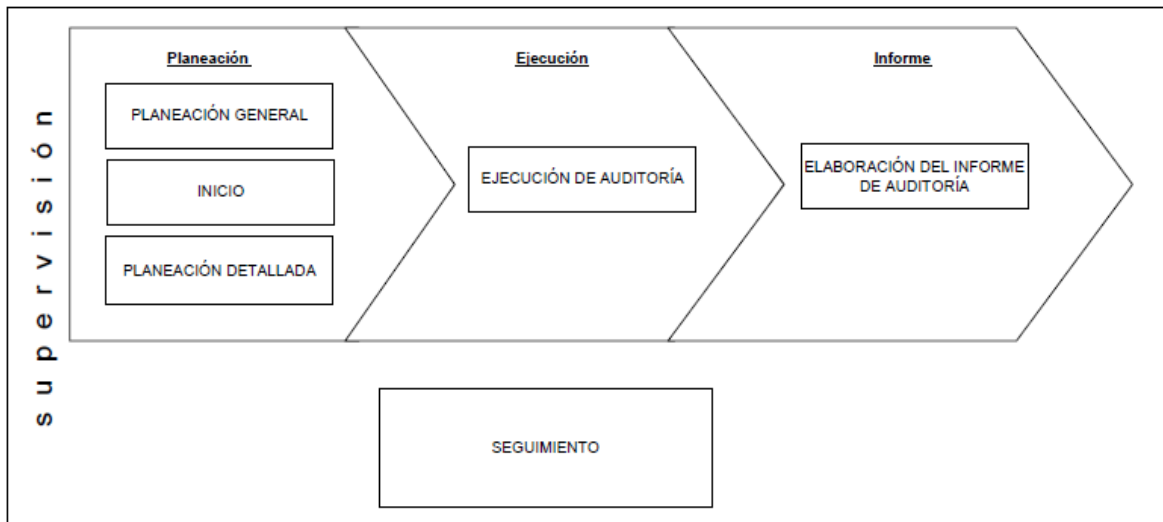 supervisión
Planeación
PLANEACIÓN GENERAL
INICIO
PLANEACIÓN DETALLADA
Ejecución
EJECUCIÓN DE AUDITORÍA
Informe
ELABORACIÓN DEL INFORME
DE AUDITORÍA
SEGUIMIENTO